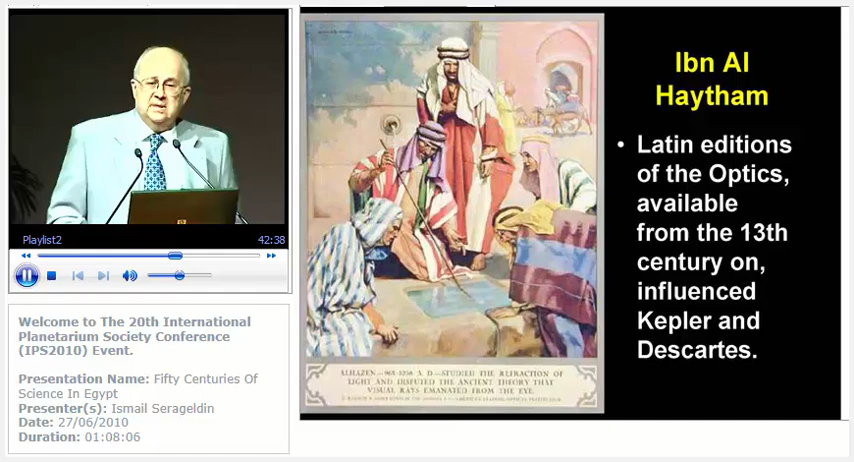 Playlist2 42:38
Welcome to The 20th International
Planetarium Society Conference
(IPS2010) Event.
Presentation Name: Fifty Centuries Of
Science In Egypt
Presenter(s): Ismail Serageldin
Date: 27/06/2010
Duration: 01:08:06
ALHAZEN—965-1038 A. D.—STUDIED THE REFRACTION OF
LIGHT AND DISPUTED THE ANCIENT THEORY THAT
VISUAL RAYS EMANATED FROM THE EYE.
Ibn Al
Haytham
• Latin editions
of the Optics,
available
from the 13th
century on,
influenced
Kepler and
Descartes.